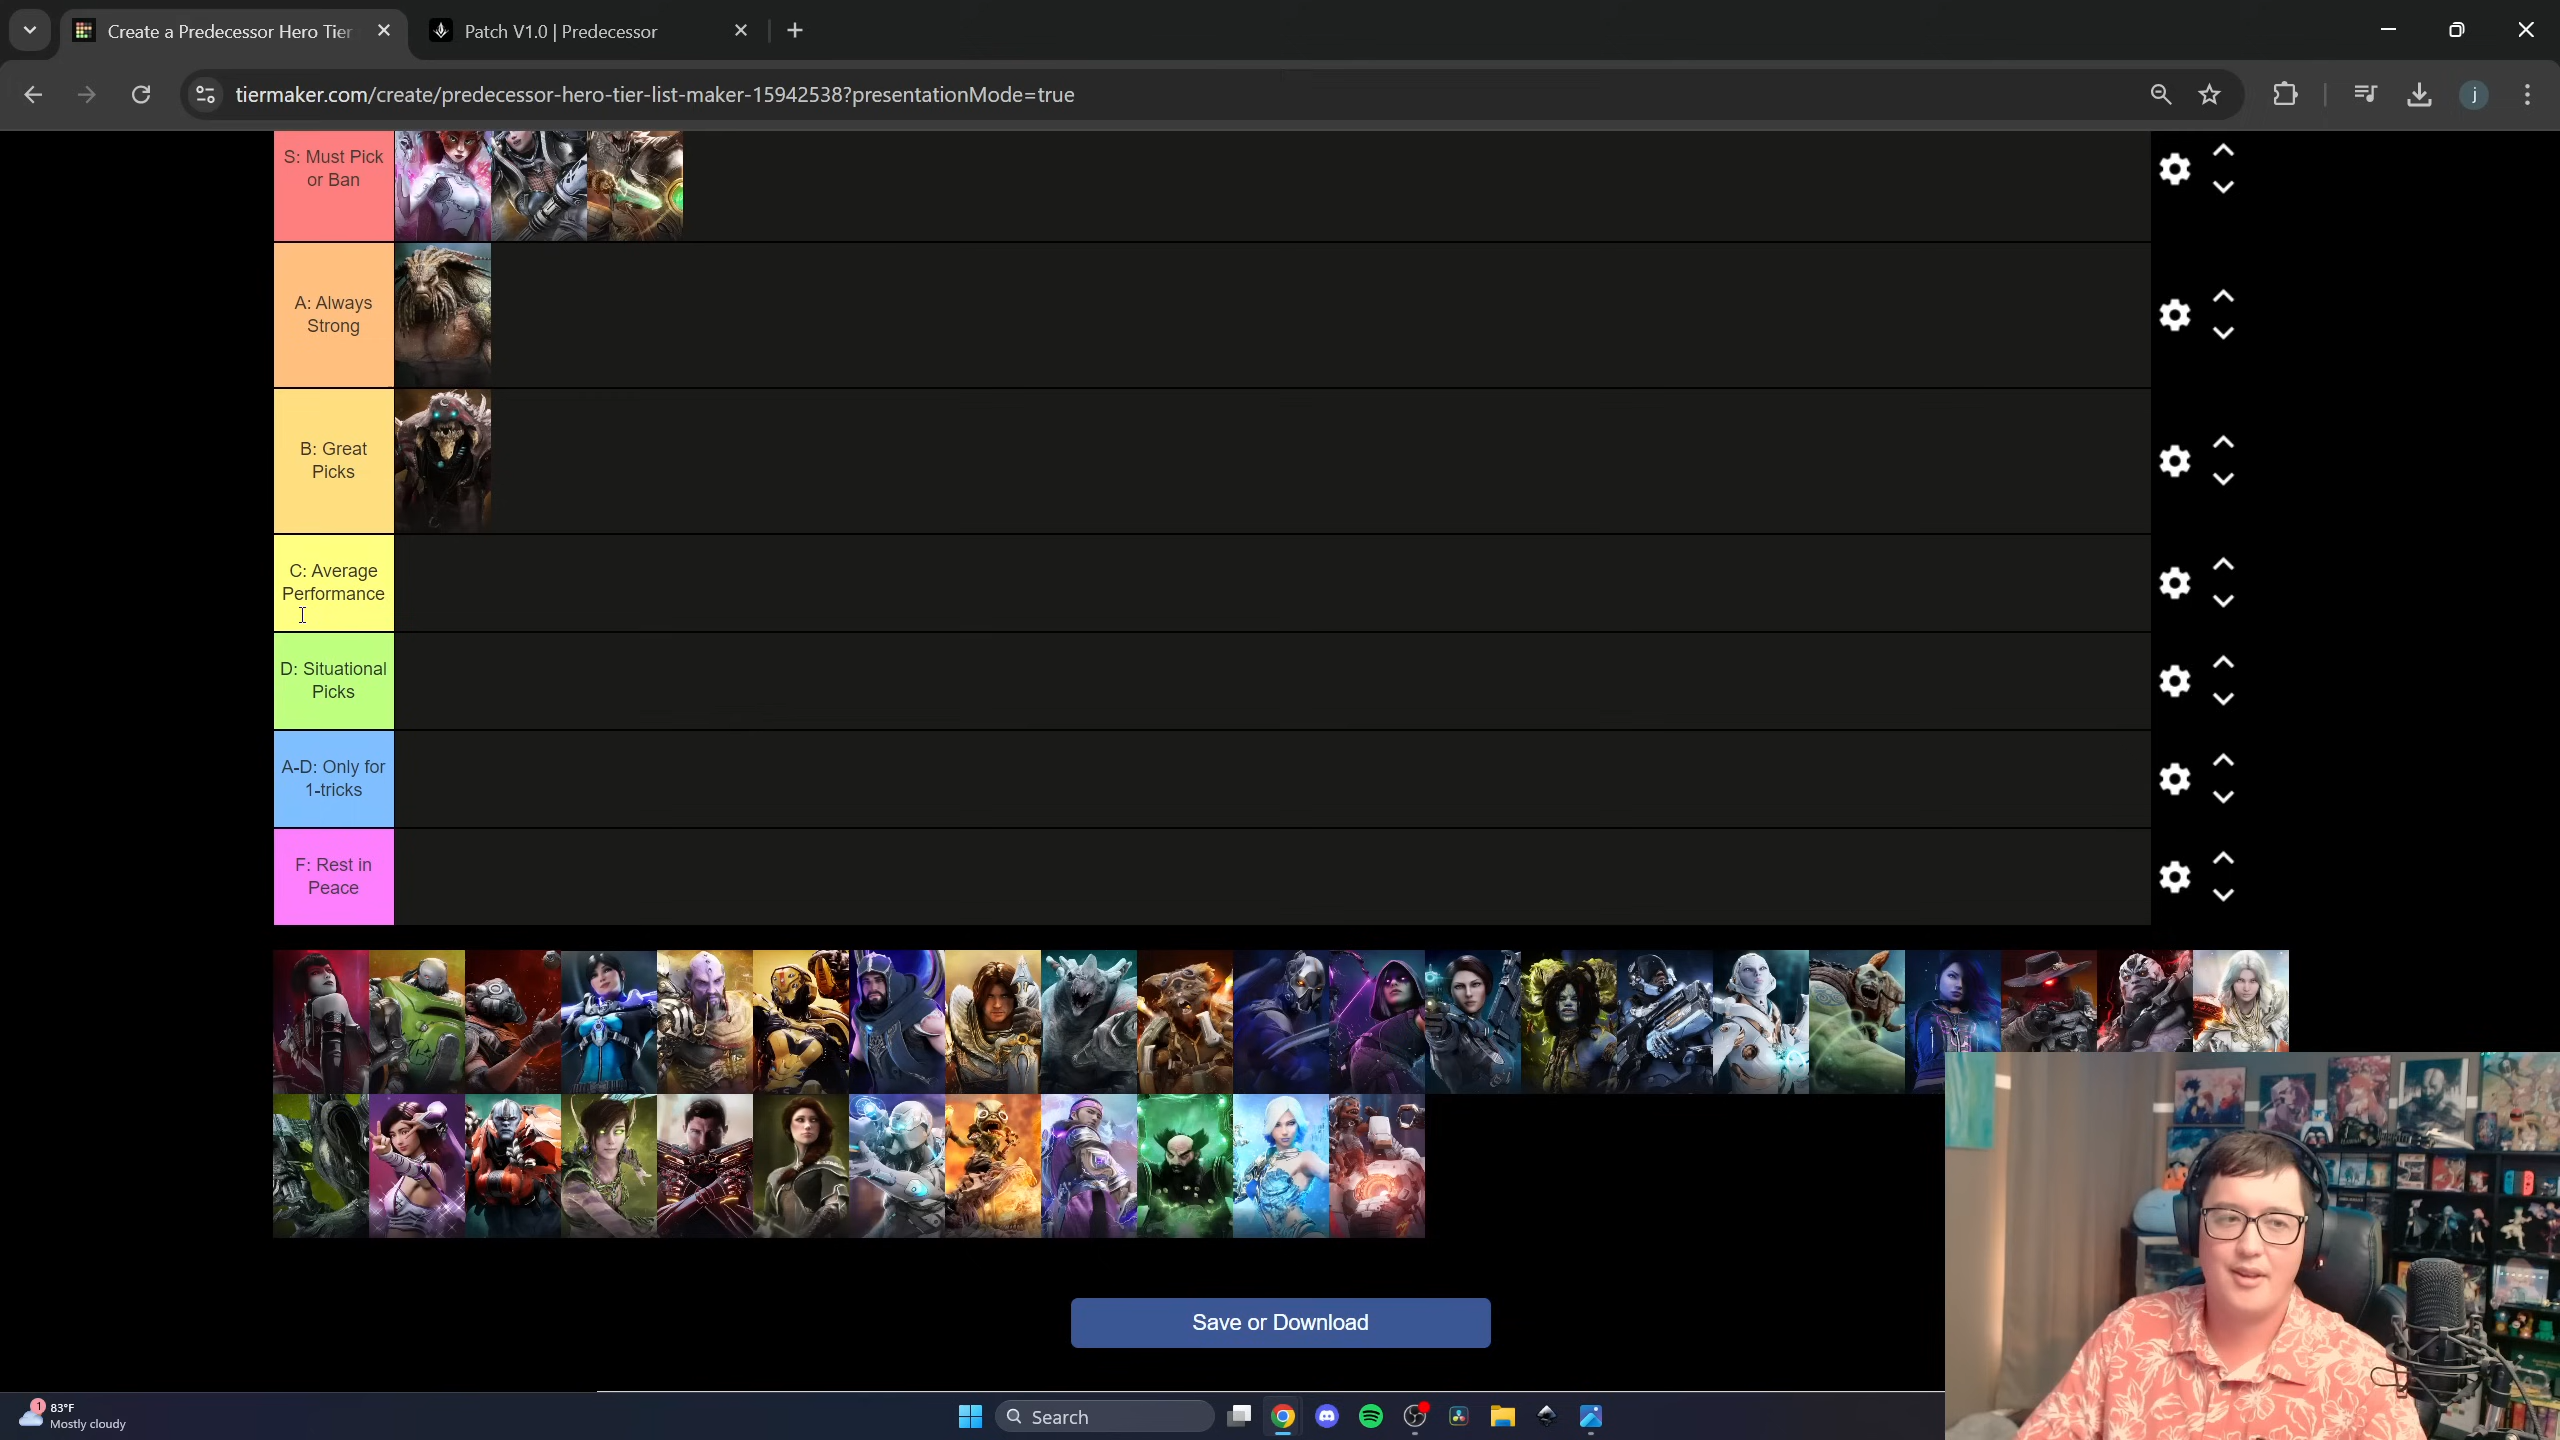 Create a Predecessor Hero Tier
Patch V1.0 | Predecessor
tiermaker.com/create/predecessor-hero-tier-list-maker-15942538?presentationMode=true
j
S: Must Pick
or Ban
A: Always
Strong
B: Great
Picks
C: Average
Performance
D: Situational
Picks
A-D: Only for
1-tricks
F: Rest in
Peace
Save or Download
1
83°F
Mostly cloudy
Search